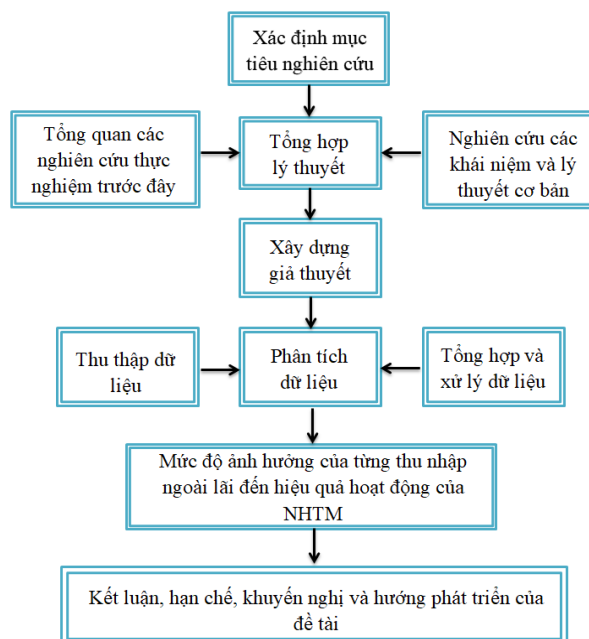 Xác định mục
tiêu nghiên cứu
Tổng quan các
nghiên cứu thực
nghiệm trước đây
Tổng hợp
lý thuyết
Nghiên cứu các
khái niệm và lý
thuyết cơ bản
Xây dựng
giả thuyết
Thu thập dữ
liệu
Phân tích
dữ liệu
Tổng hợp và
xử lý dữ liệu
Mức độ ảnh hưởng của từng thu nhập
ngoài lãi đến hiệu quả hoạt động của
NHTM
Kết luận, hạn chế, khuyến nghị và hướng phát triển của
đề tài